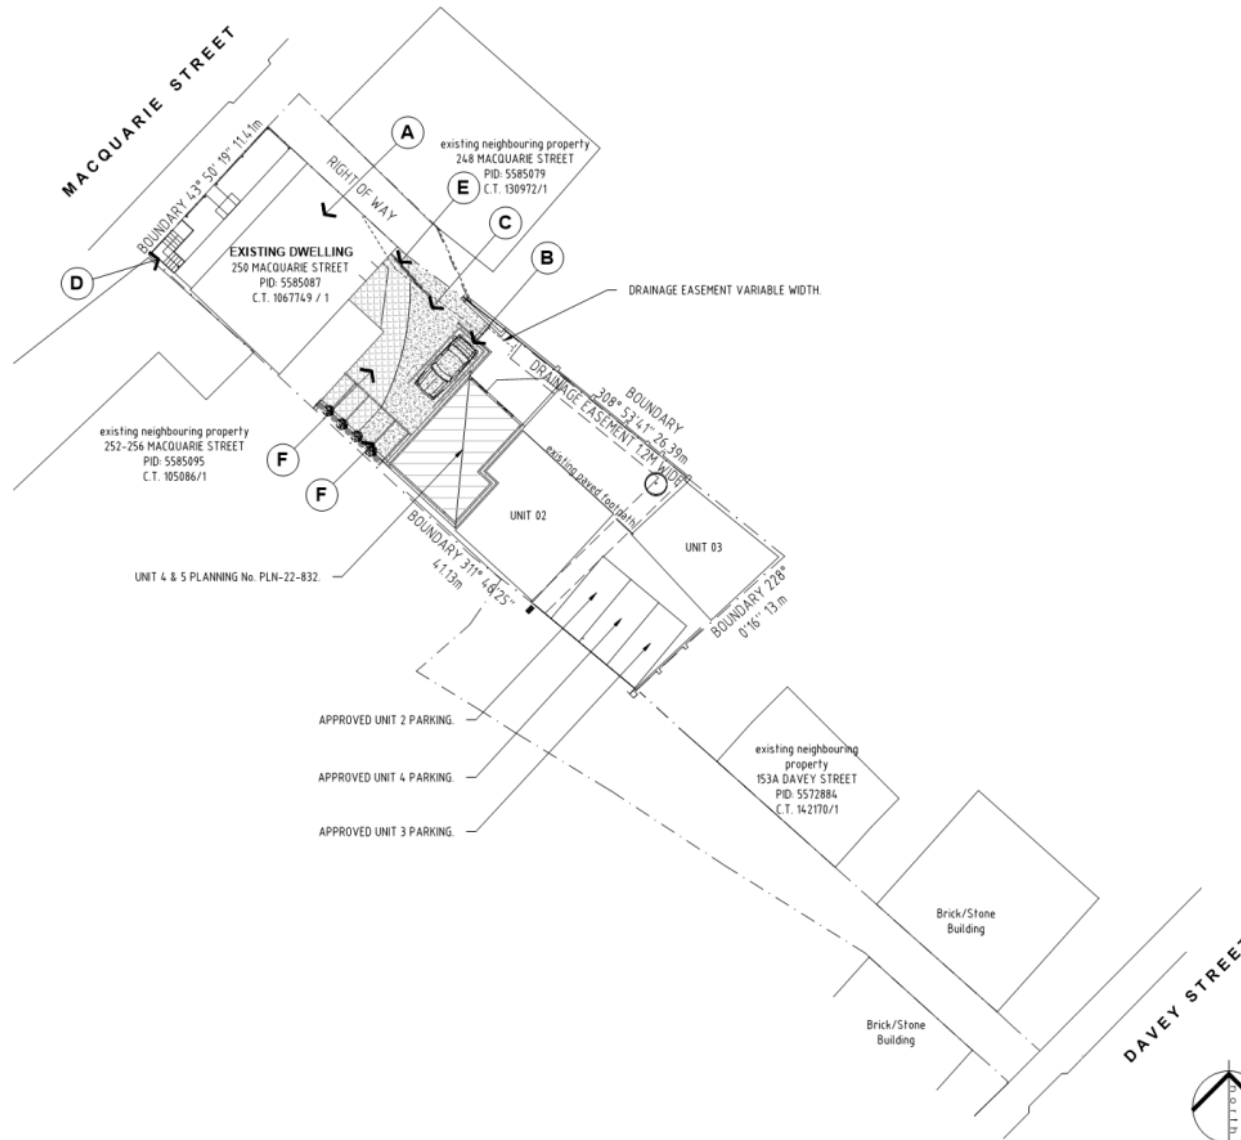 MACQUARIE STREET
BOUNDARY 43° 50' 19" 11.41m
A
existing neighbouring property
248 MACQUARIE STREET
PID: 5585079
C.T. 130972/1
RIGHT OF WAY
E
C
B
D
EXISTING DWELLING
250 MACQUARIE STREET
PID: 5585087
C.T. 1067749 / 1
DRAINAGE EASEMENT VARIABLE WIDTH.
BOUNDARY
308° 53'41" 26.39m
DRAINAGE EASEMENT 1.2M WIDE
existing neighbouring property
252-256 MACQUARIE STREET
PID: 5585095
C.T. 105086/1
F
F
existing paved footpath
UNIT 02
UNIT 03
BOUNDARY 311° 46'25"
41.13m
UNIT 4 & 5 PLANNING No. PLN-22-832.
BOUNDARY 228°
0'16" 13.m
APPROVED UNIT 2 PARKING.
APPROVED UNIT 4 PARKING.
APPROVED UNIT 3 PARKING.
existing neighbouring
property
153A DAVEY STREET
PID: 5572884
C.T. 142170/1
Brick/Stone
Building
Brick/Stone
Building
DAVEY STREET
north